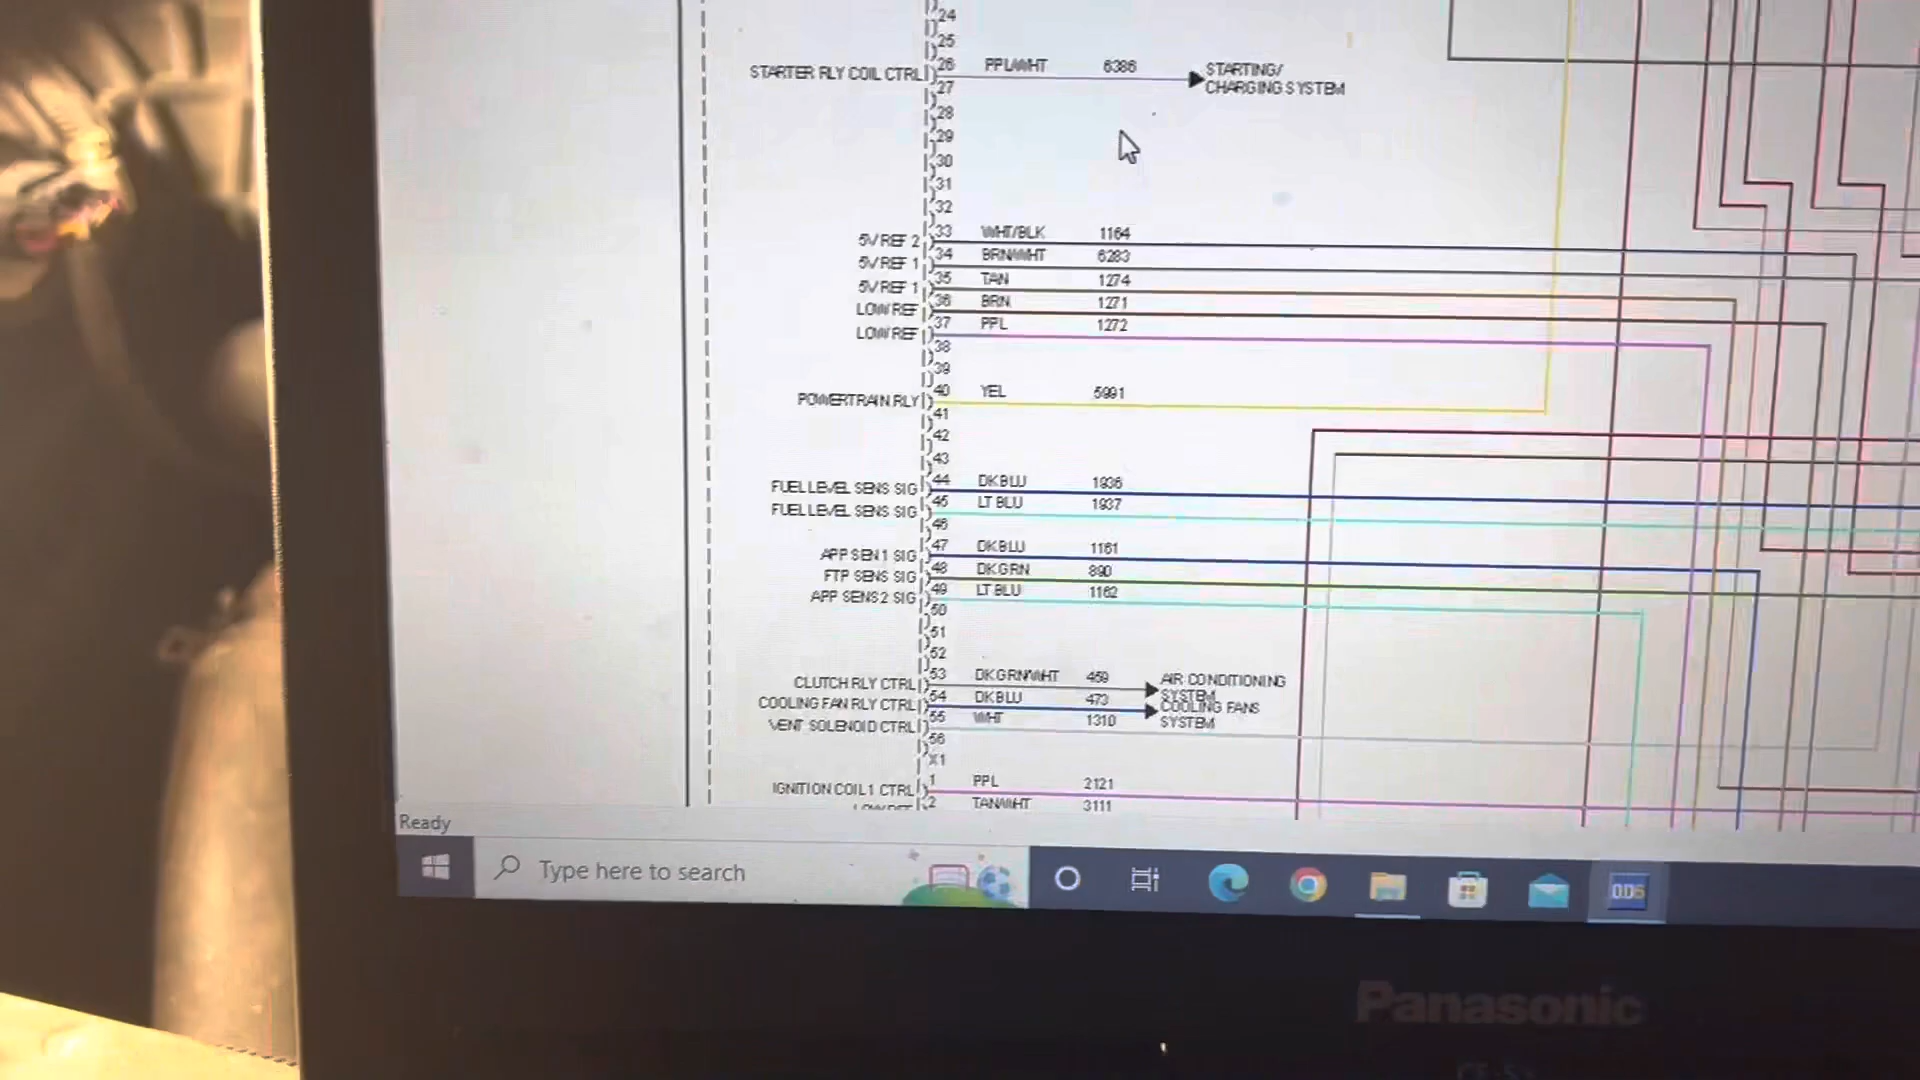 24
25
26 PPL/WHT 6386 STARTING/
STARTER RLY COIL CTRL
27 CHARGING SYSTEM
28
29
30
31
32
33 WHT/BLK 1164
5V REF 2
34 BRN/WHT 6283
5V REF 1
35 TAN 1274
5V REF 1
36 BRN 1271
LOW REF
37 PPL 1272
LOW REF
38
39
40 YEL 5991
POWERTRAIN RLY
41
42
43
44 DK BLU 1936
FUEL LEVEL SENS SIG
45 LT BLU 1937
FUEL LEVEL SENS SIG
46
47 DK BLU 1161
APP SEN 1 SIG
48 DK GRN 890
FTP SENS SIG
49 LT BLU 1162
APP SENS 2 SIG
50
51
52
53 DK GRN/WHT 459 AIR CONDITIONING
CLUTCH RLY CTRL
SYSTEM
54 DK BLU 473
COOLING FAN RLY CTRL
COOLING FANS
55 WHT 1310 SYSTEM
VENT SOLENOID CTRL
56
X1
1 PPL 2121
IGNITION COIL 1 CTRL
2 TAN/WHT 3111
LOW REF
Ready
Type here to search
Panasonic